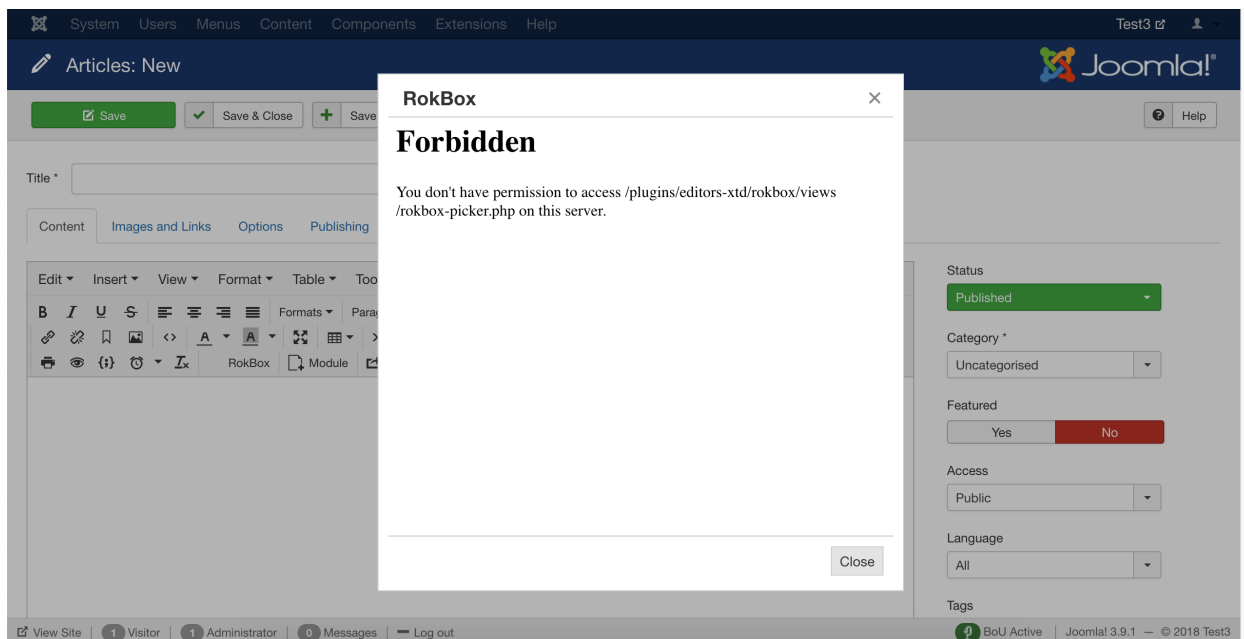 System Users Menus Content Components Extensions Help Test3
Articles: New Joomla!®
Save Save & Close Save Help
RokBox ×
Forbidden
You don't have permission to access /plugins/editors-xtd/rokbox/views
/rokbox-picker.php on this server.
Close
Title *
Content Images and Links Options Publishing
Edit Insert View Format Table Too
B I U S Formats Parag
A A
Ix RokBox Module
Status
Published
Category *
Uncategorised
Featured
Yes No
Access
Public
Language
All
Tags
View Site | 1 Visitor | 1 Administrator | 0 Messages | Log out BoU Active | Joomla! 3.9.1 — © 2018 Test3